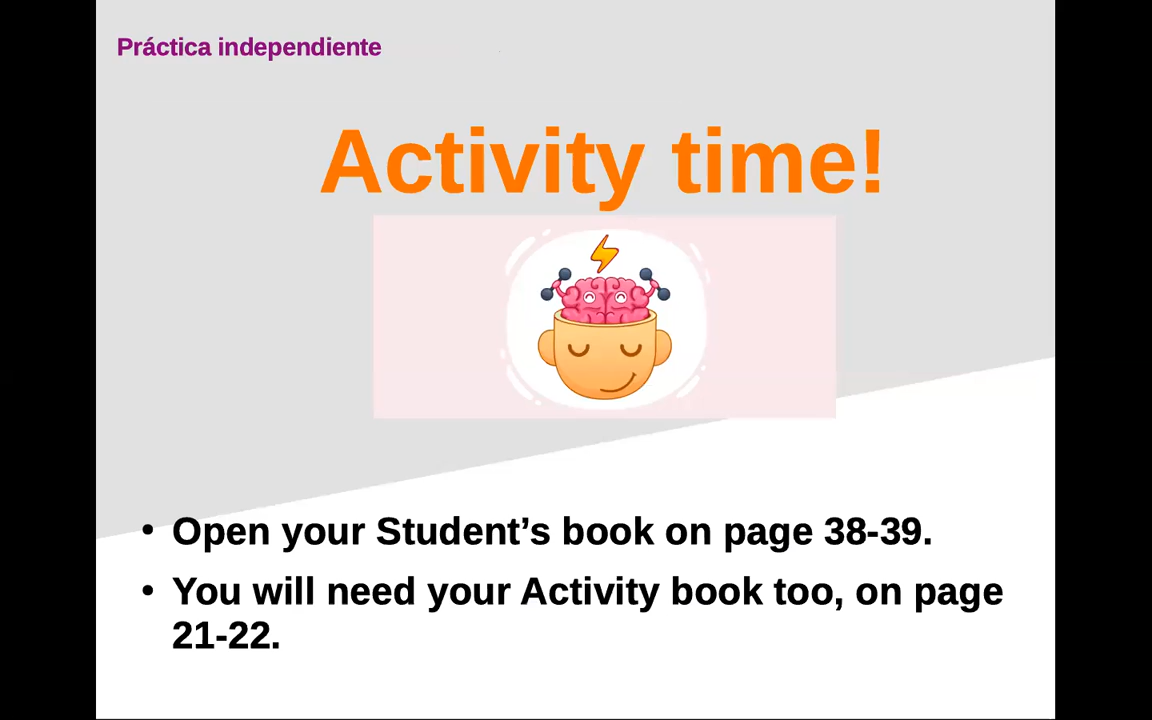 Práctica independiente
Activity time!
• Open your Student’s book on page 38-39.
• You will need your Activity book too, on page
21-22.